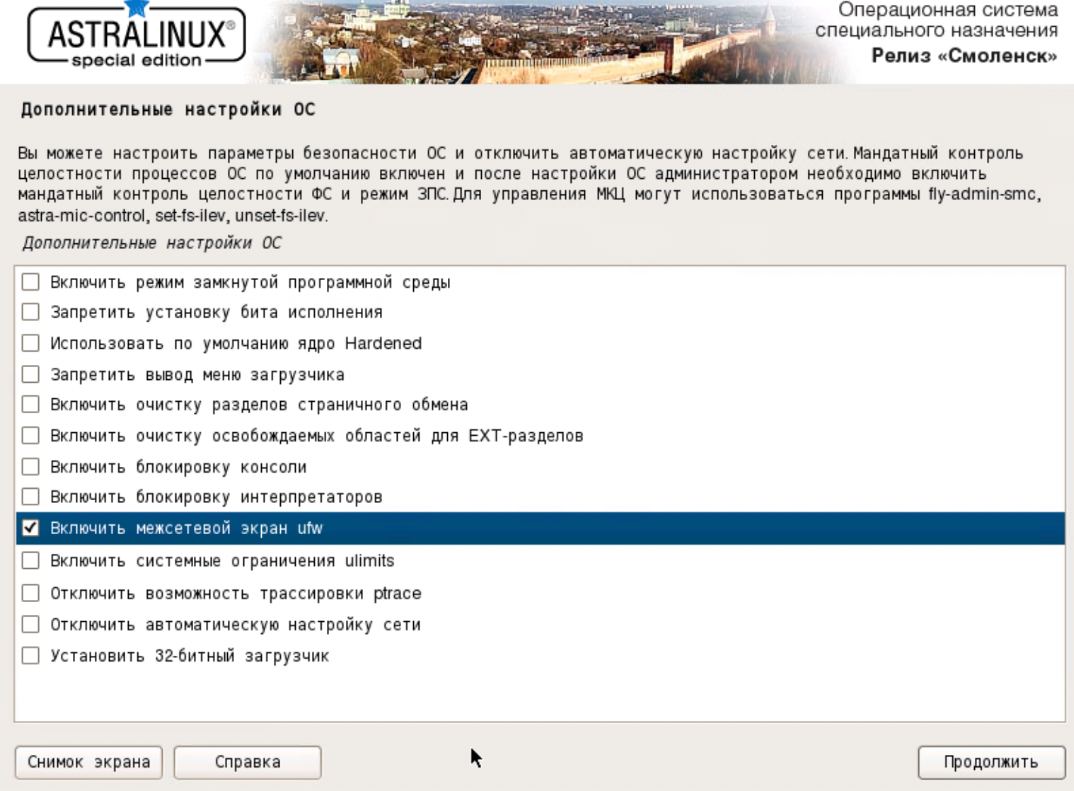 ASTRALINUX®
special edition
Операционная система
специального назначения
Релиз «Смоленск»
Дополнительные настройки ОС
Вы можете настроить параметры безопасности ОС и отключить автоматическую настройку сети. Мандатный контроль
целостности процессов ОС по умолчанию включен и после настройки ОС администратором необходимо включить
мандатный контроль целостности ФС и режим ЗПС. Для управления МКЦ могут использоваться программы fly-admin-smc,
astra-mic-control, set-fs-ilev, unset-fs-ilev.
Дополнительные настройки ОС
Включить режим замкнутой программной среды
Запретить установку бита исполнения
Использовать по умолчанию ядро Hardened
Запретить вывод меню загрузчика
Включить очистку разделов страничного обмена
Включить очистку освобождаемых областей для EXT-разделов
Включить блокировку консоли
Включить блокировку интерпретаторов
Включить межсетевой экран ufw
Включить системные ограничения ulimits
Отключить возможность трассировки ptrace
Отключить автоматическую настройку сети
Установить 32-битный загрузчик
Снимок экрана
Справка
Продолжить